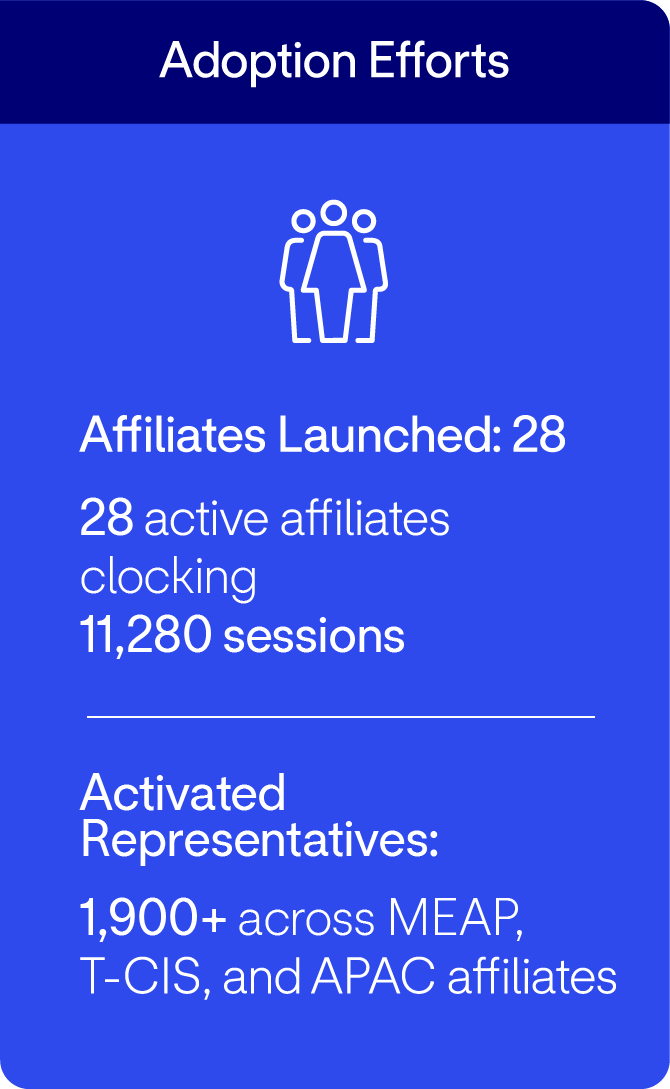 Adoption Efforts
Affiliates Launched: 28
28 active affiliates
clocking
11,280 sessions
Activated
Representatives:
1,900+ across MEAP,
T-CIS, and APAC affiliates